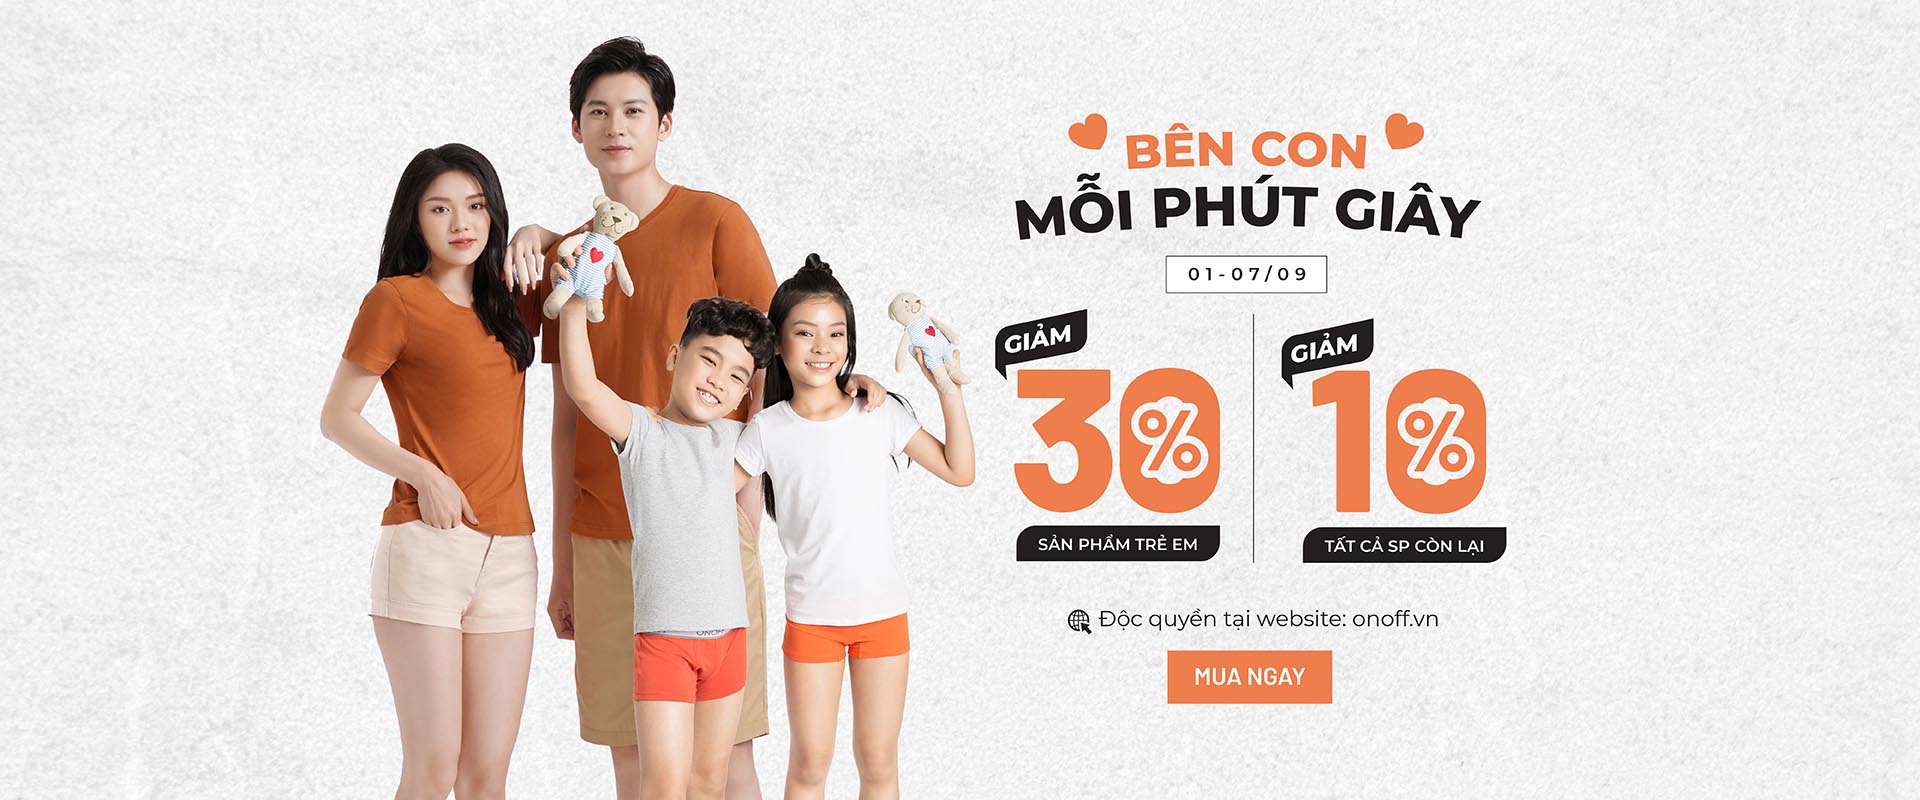 BÊN CON
MỖI PHÚT GIÂY
01-07/09
GIẢM
30%
SẢN PHẨM TRẺ EM
GIẢM
10%
TẤT CẢ SP CÒN LẠI
Độc quyền tại website: onoff.vn
MUA NGAY
ONOFF